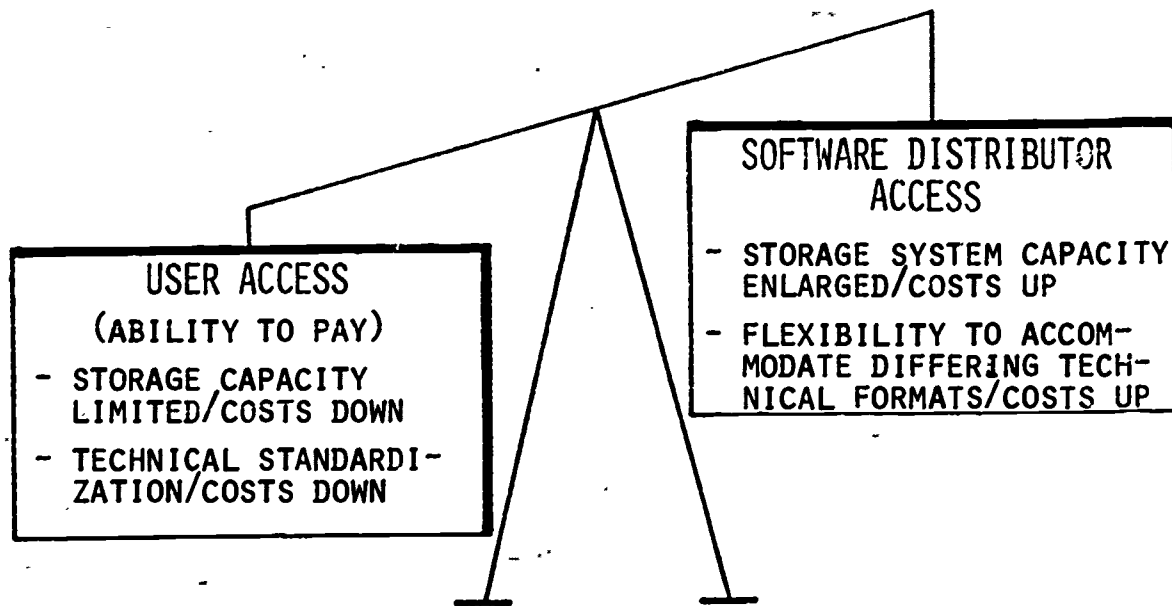 USER ACCESS
(ABILITY TO PAY)
- STORAGE CAPACITY
LIMITED/COSTS DOWN
- TECHNICAL STANDARDI-
ZATION/COSTS DOWN
SOFTWARE DISTRIBUTOR
ACCESS
- STORAGE SYSTEM CAPACITY
ENLARGED/COSTS UP
- FLEXIBILITY TO ACCOM-
MODATE DIFFERING TECH-
NICAL FORMATS/COSTS UP